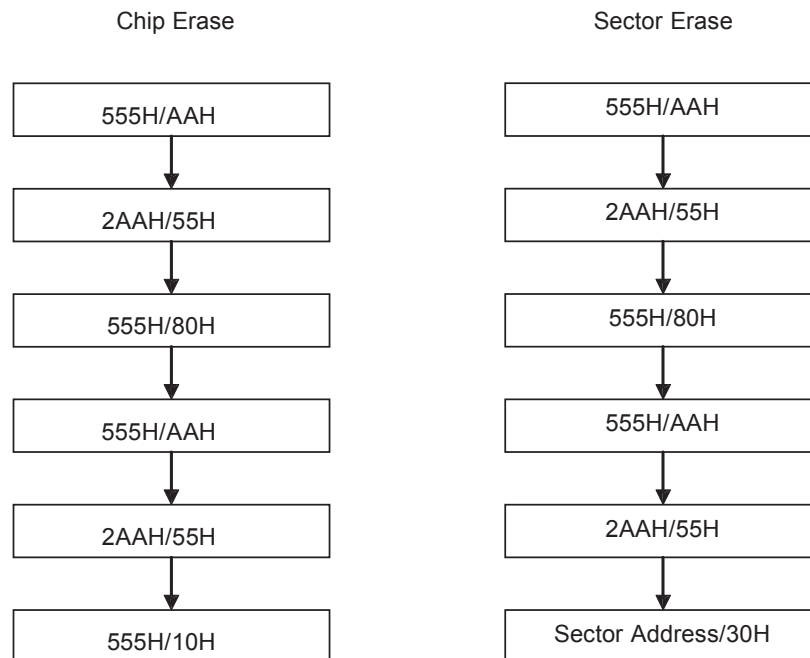 Chip Erase
555H/AAH
2AAH/55H
555H/80H
555H/AAH
2AAH/55H
555H/10H
Sector Erase
555H/AAH
2AAH/55H
555H/80H
555H/AAH
2AAH/55H
Sector Address/30H